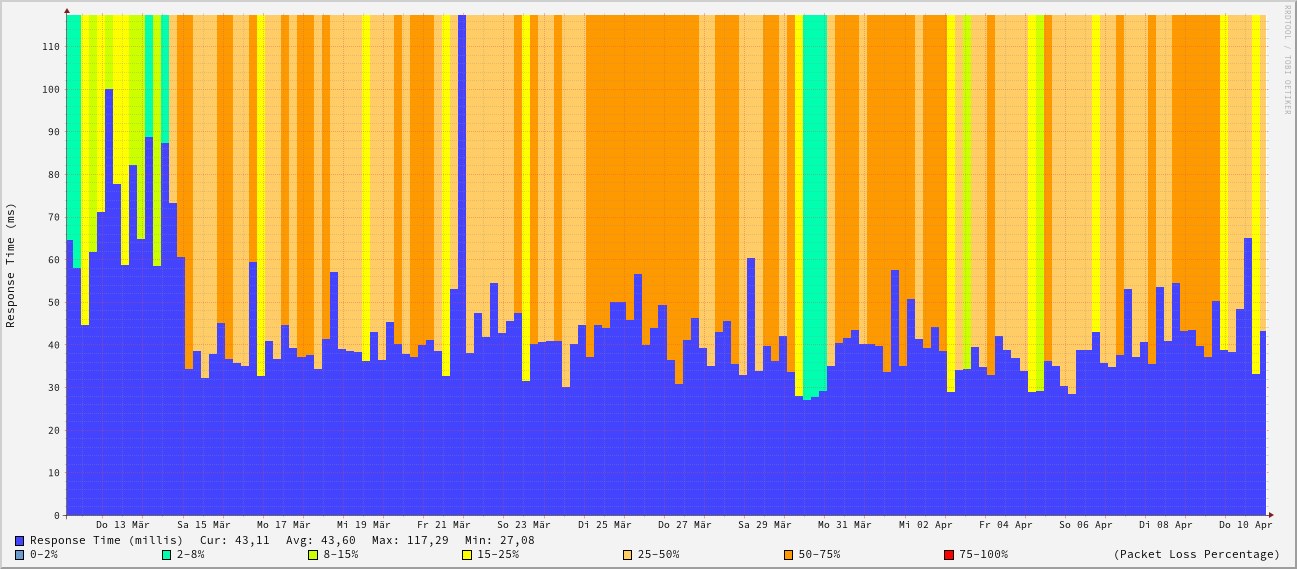 RRDTOOL / TOBI OETIKER
Response Time (ms)
110
100
90
80
70
60
50
40
30
20
10
0
Do 13 Mär Sa 15 Mär Mo 17 Mär Mi 19 Mär Fr 21 Mär So 23 Mär Di 25 Mär Do 27 Mär Sa 29 Mär Mo 31 Mär Mi 02 Apr Fr 04 Apr So 06 Apr Di 08 Apr Do 10 Apr
Response Time (millis) Cur: 43,11 Avg: 43,60 Max: 117,29 Min: 27,08
0-2% 2-8% 8-15% 15-25% 25-50% 50-75% 75-100% (Packet Loss Percentage)